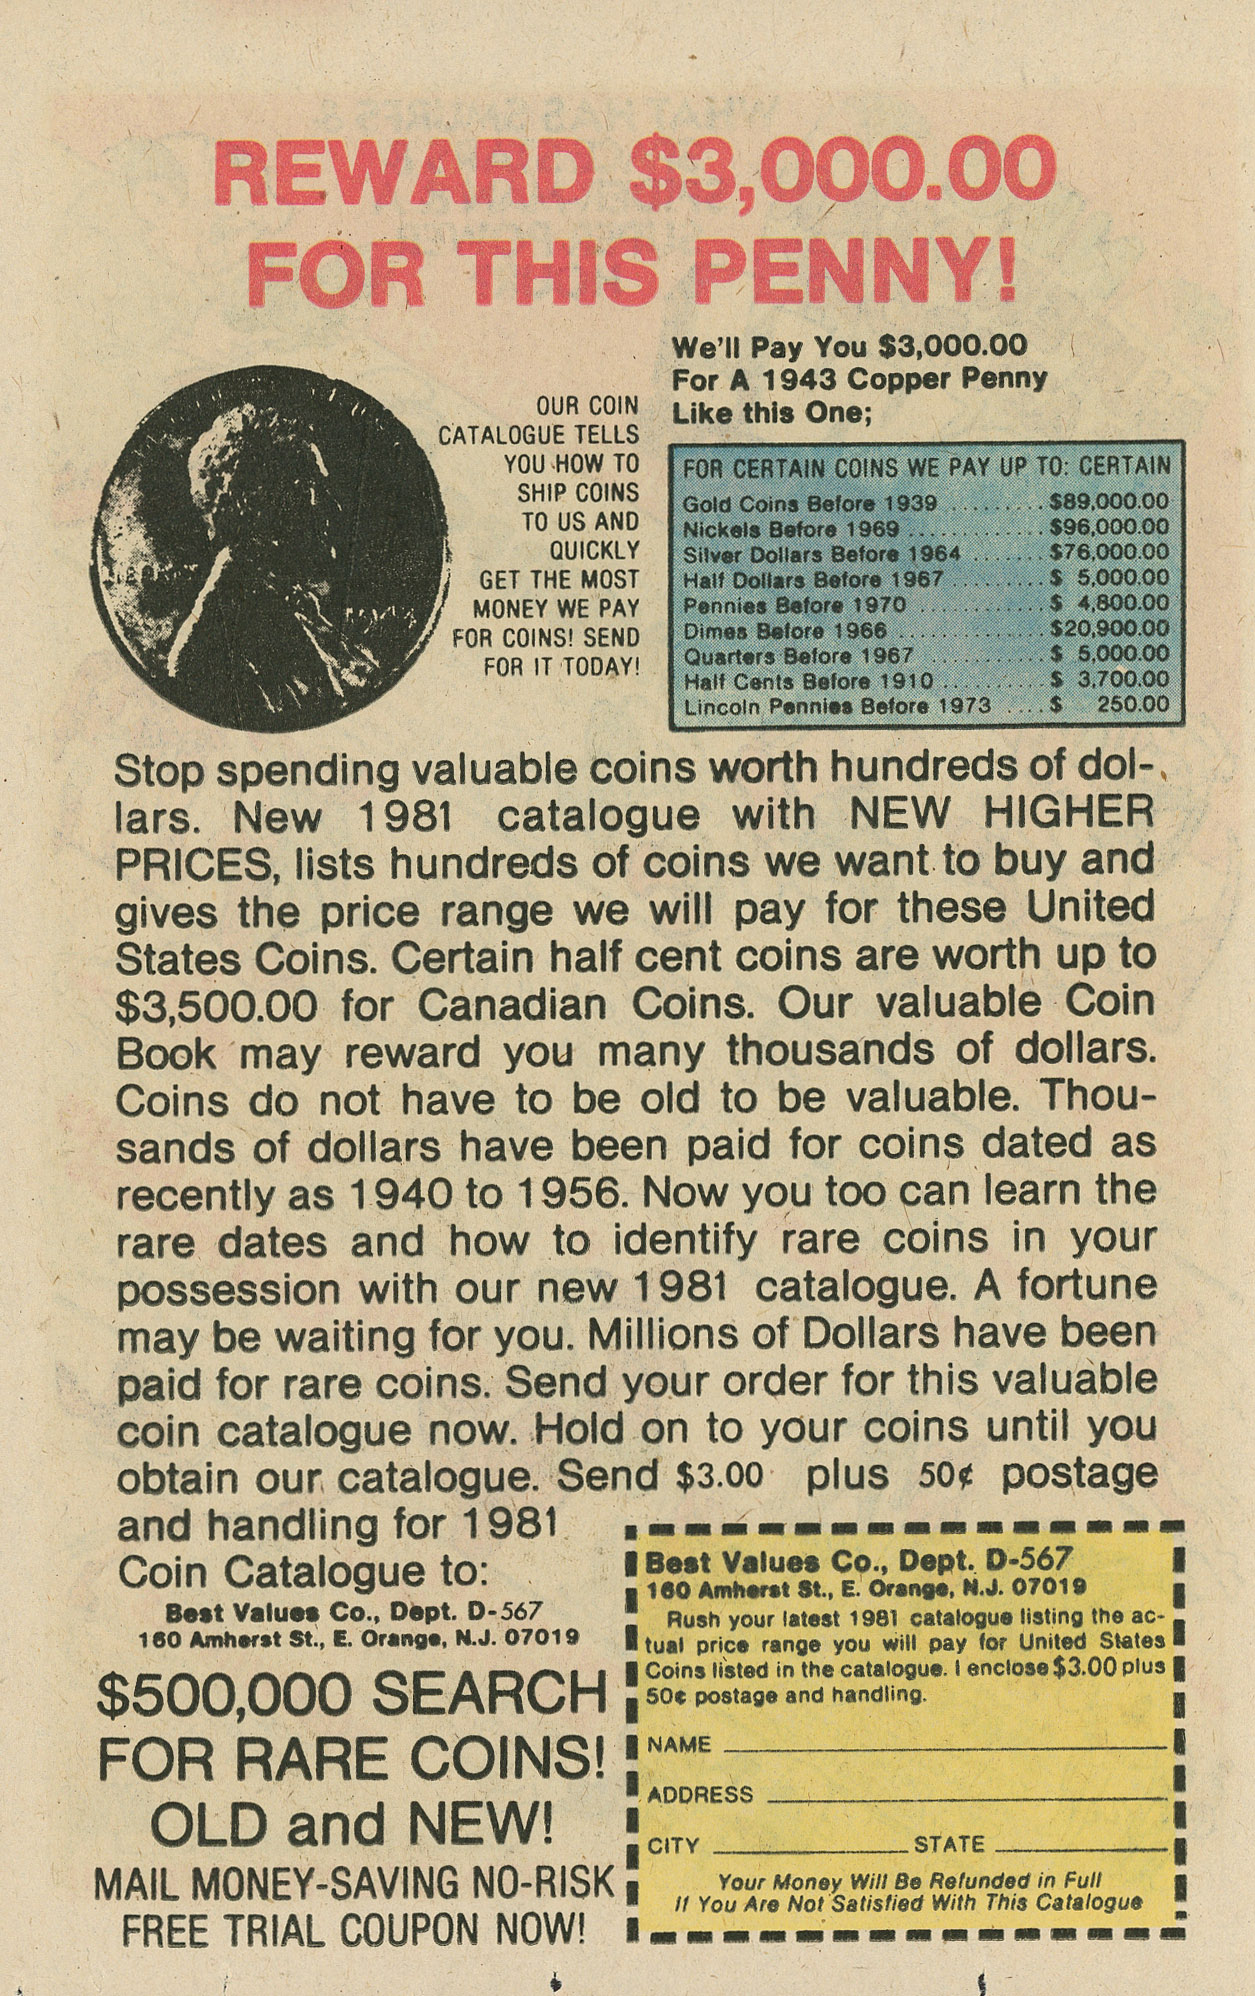 REWARD $3,000.00
FOR THIS PENNY!
We'll Pay You $3,000.00
For A 1943 Copper Penny
Like this One;
OUR COIN
CATALOGUE TELLS
YOU HOW TO
SHIP COINS
TO US AND
QUICKLY
GET THE MOST
MONEY WE PAY
FOR COINS! SEND
FOR IT TODAY!
FOR CERTAIN COINS WE PAY UP TO: CERTAIN
Gold Coins Before 1939 .......... $89,000.00
Nickels Before 1969 .............. $96,000.00
Silver Dollars Before 1964 ....... $76,000.00
Half Dollars Before 1967 .......... $ 5,000.00
Pennies Before 1970 .............. $ 4,800.00
Dimes Before 1966 ............... $20,900.00
Quarters Before 1967 ............ $ 5,000.00
Half Cents Before 1910 ........... $ 3,700.00
Lincoln Pennies Before 1973 .... $ 250.00
Stop spending valuable coins worth hundreds of dol-
lars. New 1981 catalogue with NEW HIGHER
PRICES, lists hundreds of coins we want to buy and
gives the price range we will pay for these United
States Coins. Certain half cent coins are worth up to
$3,500.00 for Canadian Coins. Our valuable Coin
Book may reward you many thousands of dollars.
Coins do not have to be old to be valuable. Thou-
sands of dollars have been paid for coins dated as
recently as 1940 to 1956. Now you too can learn the
rare dates and how to identify rare coins in your
possession with our new 1981 catalogue. A fortune
may be waiting for you. Millions of Dollars have been
paid for rare coins. Send your order for this valuable
coin catalogue now. Hold on to your coins until you
obtain our catalogue. Send $3.00 plus 50¢ postage
and handling for 1981
Coin Catalogue to:
Best Values Co., Dept. D-567
160 Amherst St., E. Orange, N.J. 07019
$500,000 SEARCH
FOR RARE COINS!
OLD and NEW!
MAIL MONEY-SAVING NO-RISK
FREE TRIAL COUPON NOW!
Best Values Co., Dept. D-567
160 Amherst St., E. Orange, N.J. 07019
Rush your latest 1981 catalogue listing the ac-
tual price range you will pay for United States
Coins listed in the catalogue. I enclose $3.00 plus
50¢ postage and handling.
NAME
ADDRESS
CITY STATE
Your Money Will Be Refunded in Full
If You Are Not Satisfied With This Catalogue